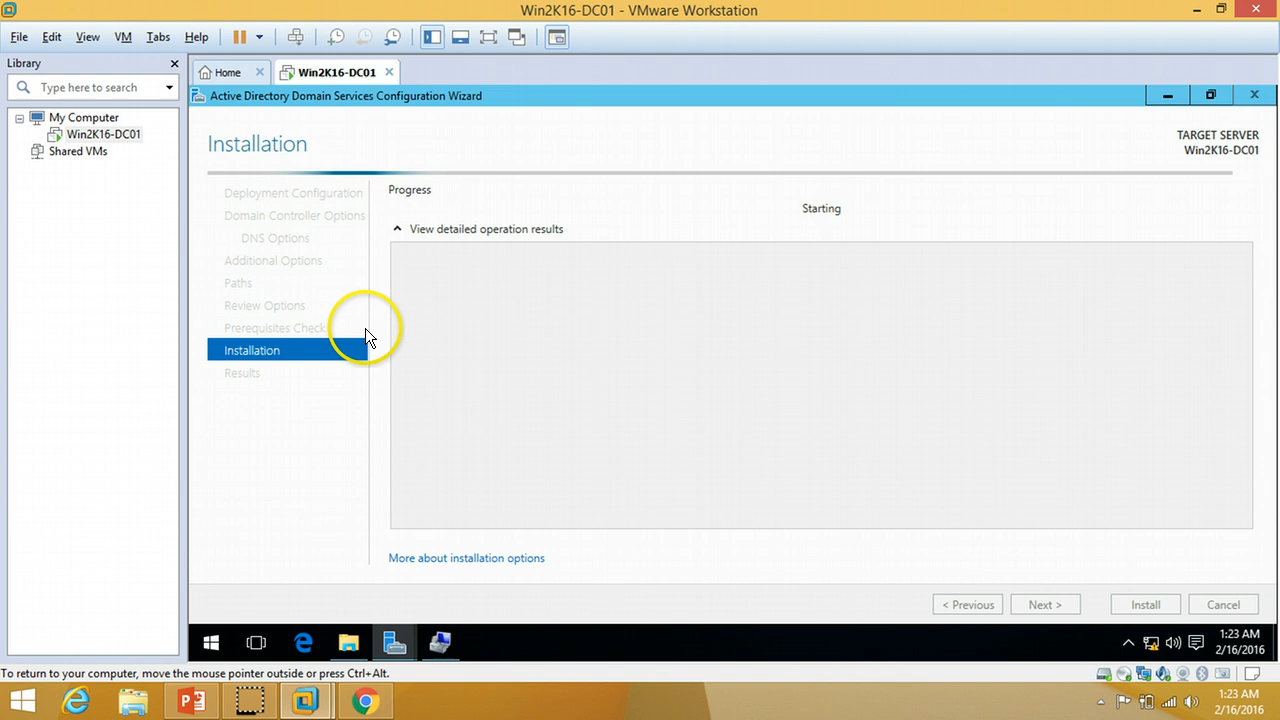 Win2K16-DC01 - VMware Workstation
File Edit View VM Tabs Help
Library
Type here to search
My Computer
Win2K16-DC01
Shared VMs
Home
Win2K16-DC01
Active Directory Domain Services Configuration Wizard
Installation
TARGET SERVER
Win2K16-DC01
Deployment Configuration
Domain Controller Options
DNS Options
Additional Options
Paths
Review Options
Prerequisites Check
Installation
Results
Progress
Starting
View detailed operation results
More about installation options
< Previous
Next >
Install
Cancel
1:23 AM
2/16/2016
To return to your computer, move the mouse pointer outside or press Ctrl+Alt.
1:23 AM
2/16/2016